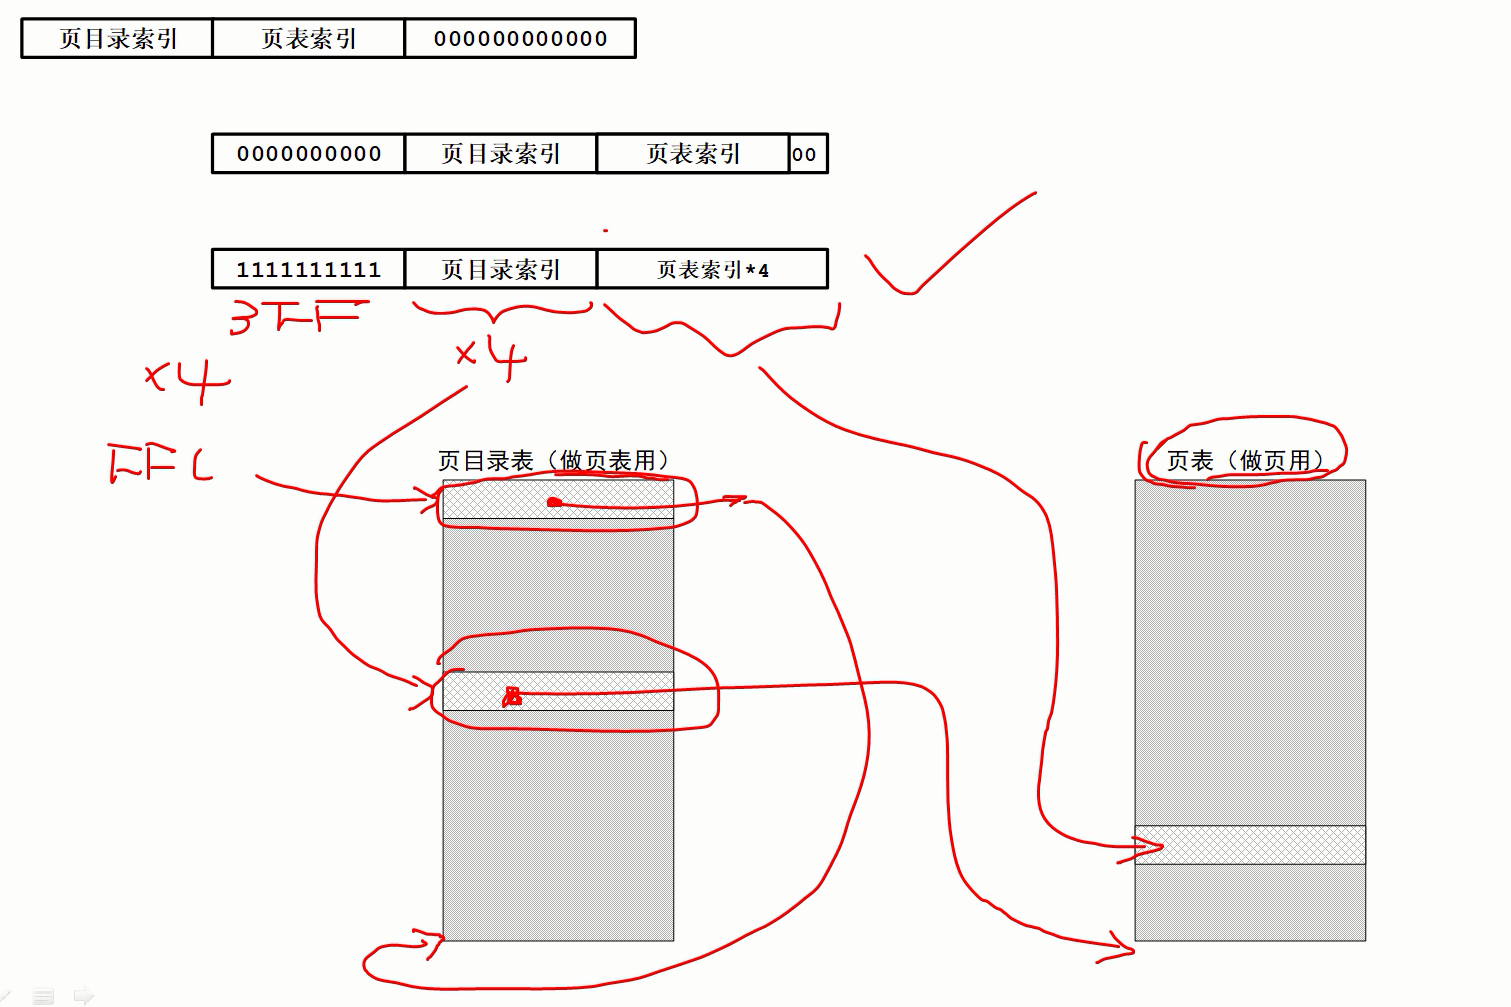 页目录索引 页表索引 000000000000
0000000000 页目录索引 页表索引 00
1111111111 页目录索引 页表索引*4
3FF
×4
×4
FFC
页目录表（做页表用）
页表（做页用）